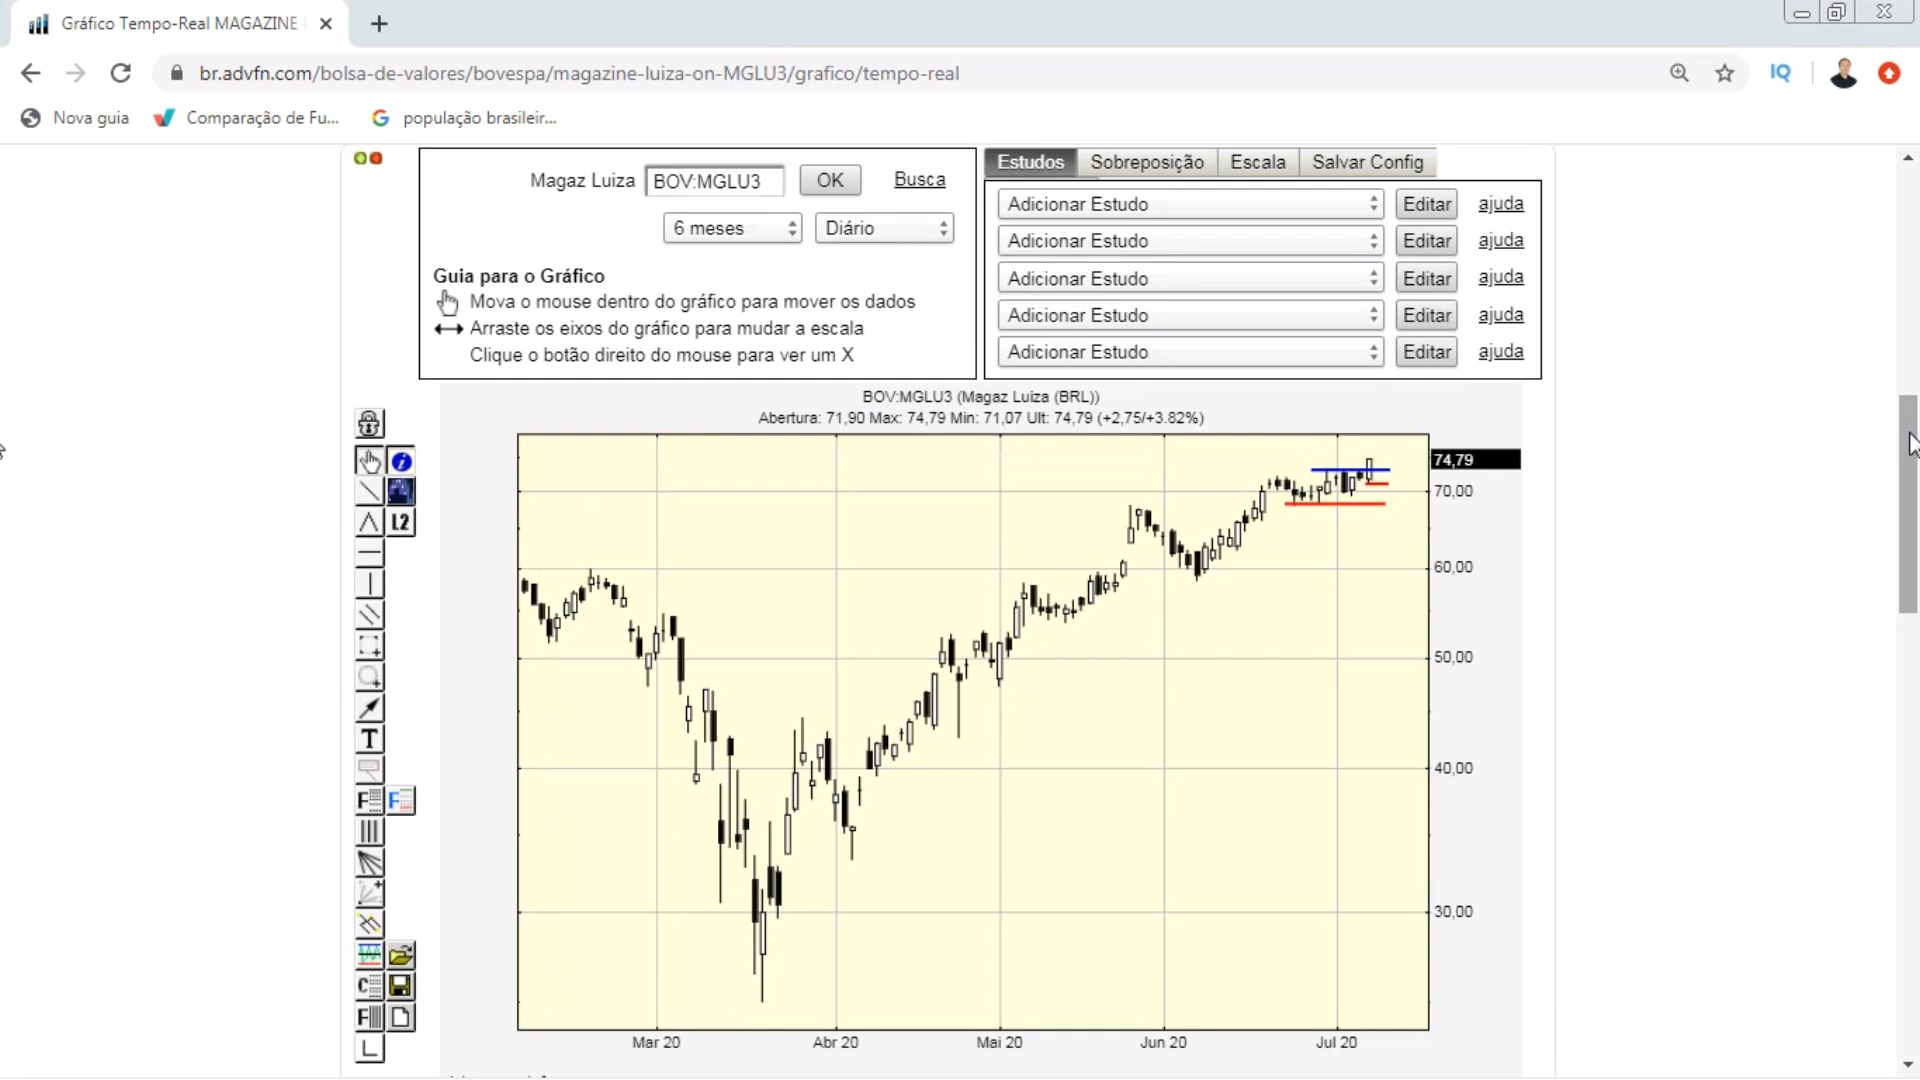 Gráfico Tempo-Real MAGAZINE
br.advfn.com/bolsa-de-valores/bovespa/magazine-luiza-on-MGLU3/grafico/tempo-real
IQ
Nova guia
Comparação de Fu...
G população brasileir...
Magaz Luiza BOV:MGLU3 OK Busca
6 meses Diário
Guia para o Gráfico
Mova o mouse dentro do gráfico para mover os dados
Arraste os eixos do gráfico para mudar a escala
Clique o botão direito do mouse para ver um X
Estudos Sobreposição Escala Salvar Config
Adicionar Estudo Editar ajuda
Adicionar Estudo Editar ajuda
Adicionar Estudo Editar ajuda
Adicionar Estudo Editar ajuda
Adicionar Estudo Editar ajuda
BOV:MGLU3 (Magaz Luiza (BRL))
Abertura: 71,90 Max: 74,79 Min: 71,07 Ult: 74,79 (+2,75/+3.82%)
74,79
70,00
60,00
50,00
40,00
30,00
Mar 20 Abr 20 Mai 20 Jun 20 Jul 20
i
L2
T
F F
C
F